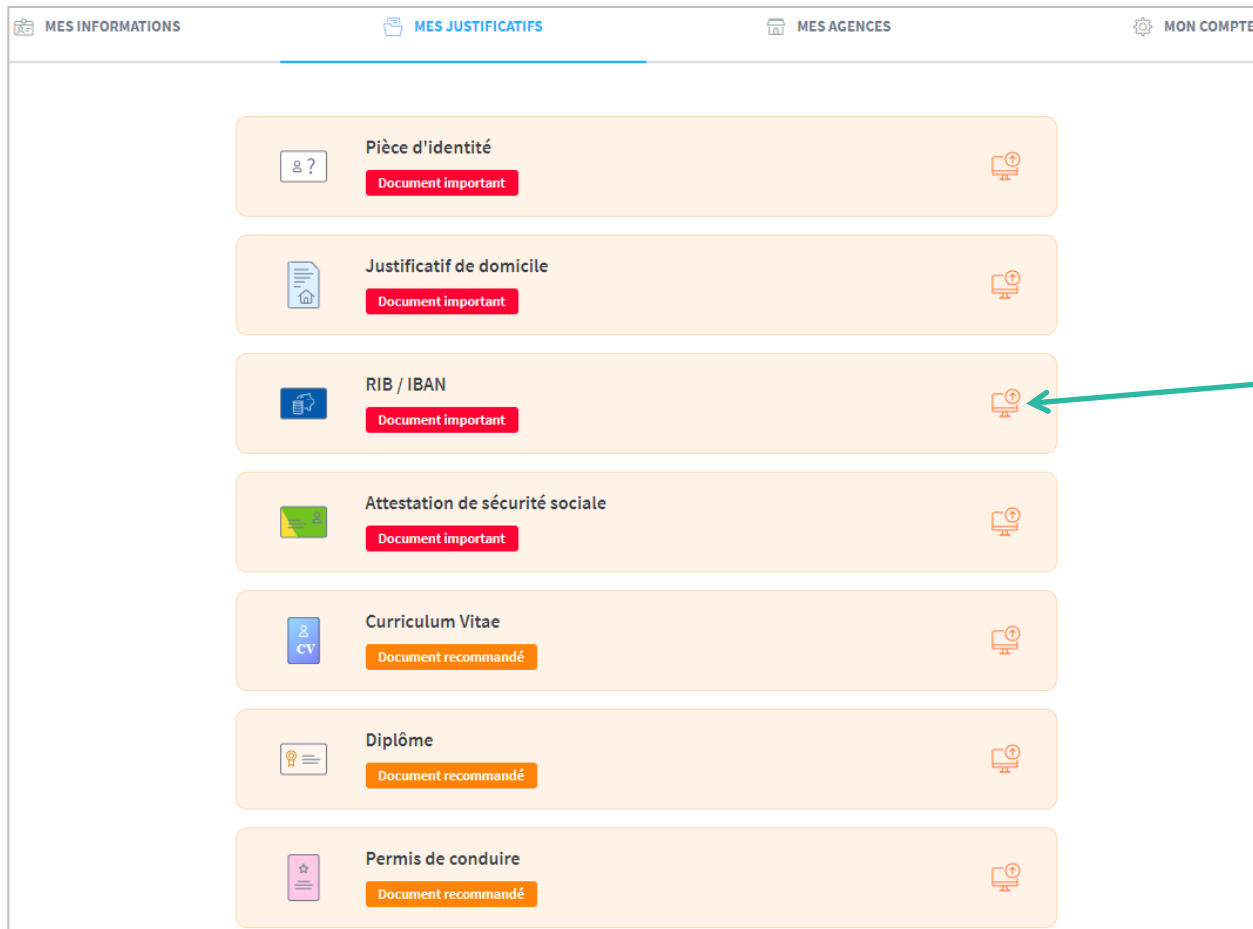 MES INFORMATIONS
MES JUSTIFICATIFS
MES AGENCES
MON COMPTE
?
Pièce d'identité
Document important
Justificatif de domicile
Document important
RIB / IBAN
Document important
Attestation de sécurité sociale
Document important
CV
Curriculum Vitae
Document recommandé
Diplôme
Document recommandé
Permis de conduire
Document recommandé